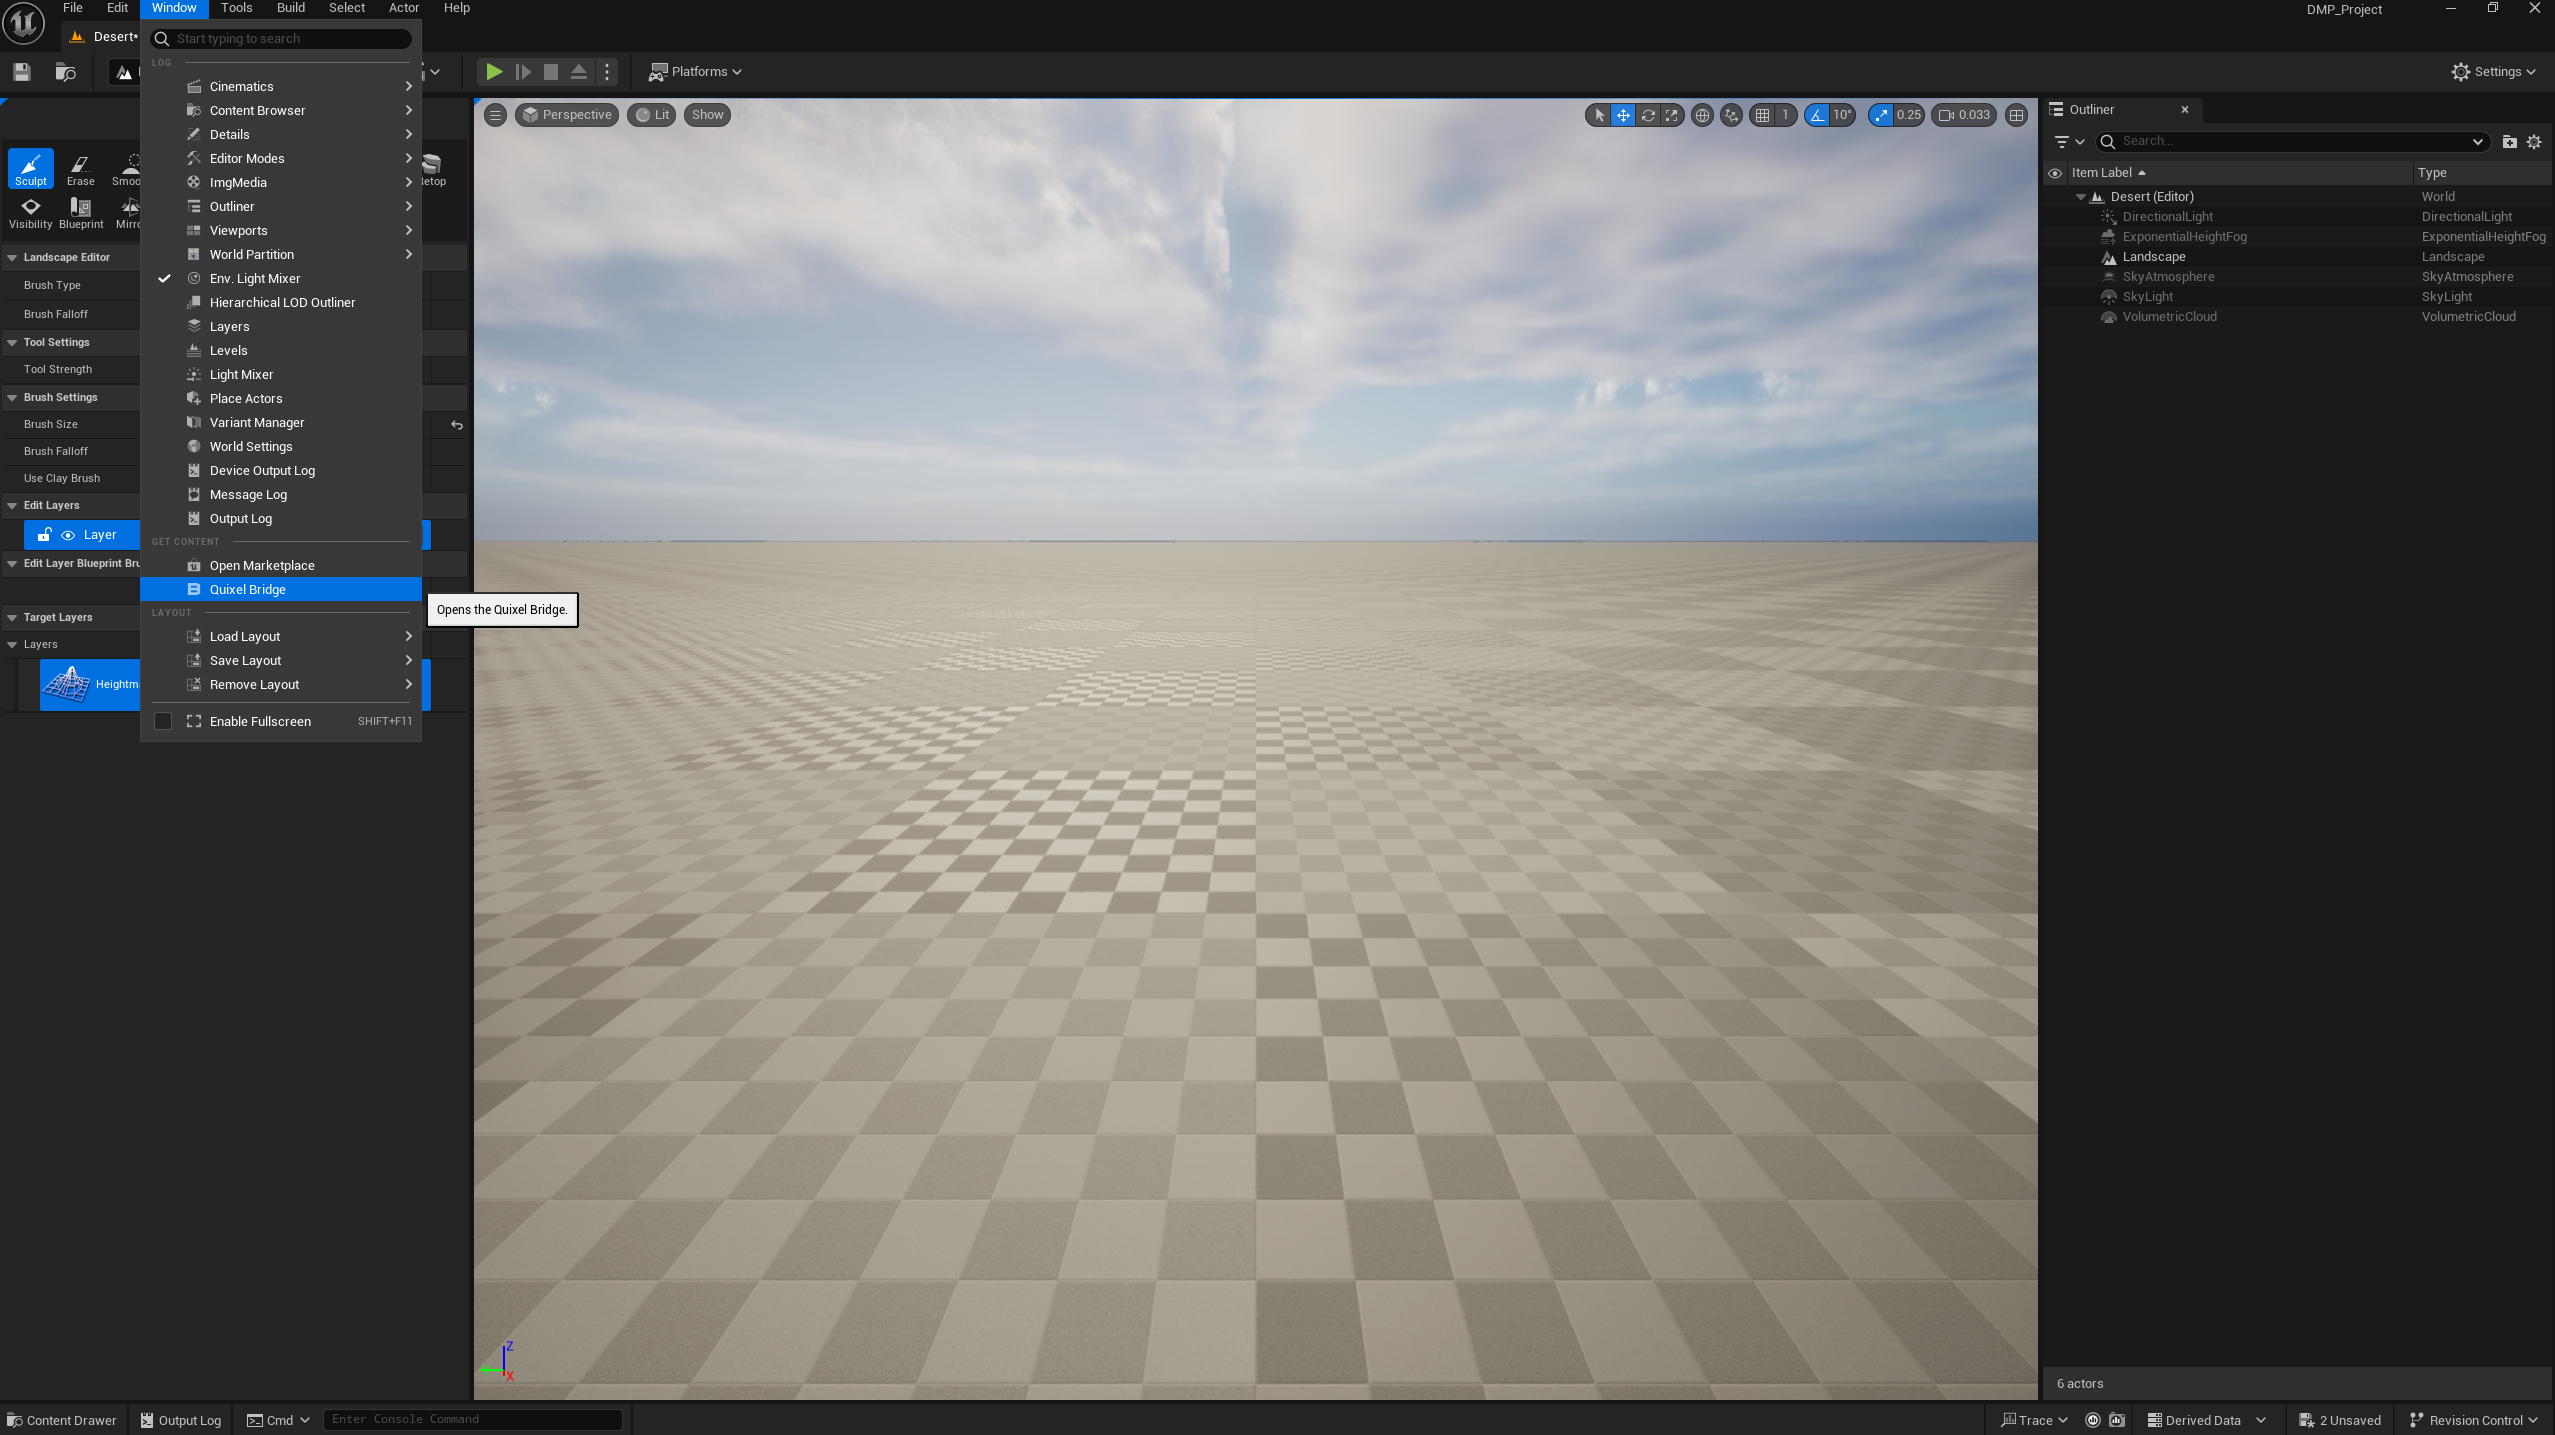 File Edit Window Tools Build Select Actor Help
DMP_Project
Desert*
Start typing to search
LOG
Platforms
Settings
Cinematics
Content Browser
Details
Editor Modes
ImgMedia
Outliner
Viewports
World Partition
Env. Light Mixer
Hierarchical LOD Outliner
Layers
Levels
Light Mixer
Place Actors
Variant Manager
World Settings
Device Output Log
Message Log
Output Log
GET CONTENT
Open Marketplace
Quixel Bridge
Opens the Quixel Bridge.
LAYOUT
Load Layout
Save Layout
Remove Layout
Enable Fullscreen SHIFT+F11
Sculpt Erase Smoo
etop
Visibility Blueprint Mirro
Landscape Editor
Brush Type
Brush Falloff
Tool Settings
Tool Strength
Brush Settings
Brush Size
Brush Falloff
Use Clay Brush
Edit Layers
Layer
Edit Layer Blueprint Bru
Target Layers
Layers
Heightm
Perspective Lit Show
1 10° 0.25 0.033
Z
X
Outliner
Search...
Item Label Type
Desert (Editor) World
DirectionalLight DirectionalLight
ExponentialHeightFog ExponentialHeightFog
Landscape Landscape
SkyAtmosphere SkyAtmosphere
SkyLight SkyLight
VolumetricCloud VolumetricCloud
6 actors
Content Drawer Output Log Cmd Enter Console Command
Trace Derived Data 2 Unsaved Revision Control